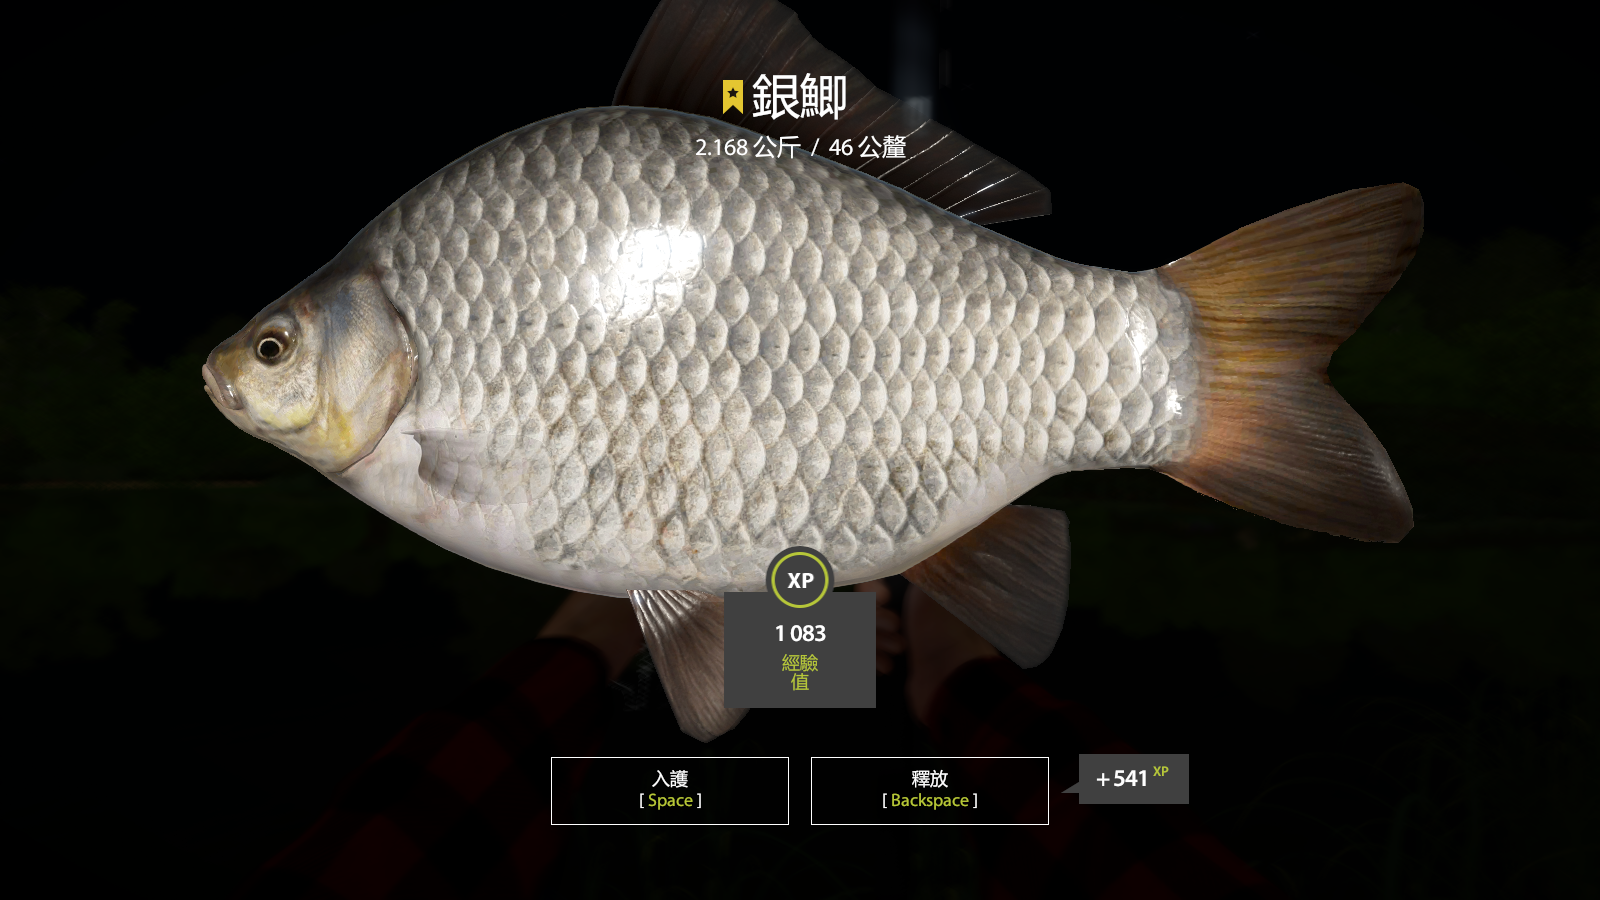 銀鯽
2.168 公斤 / 46 公釐
XP
1 083
經驗
值
入護
[ Space ]
釋放
[ Backspace ]
+541 XP